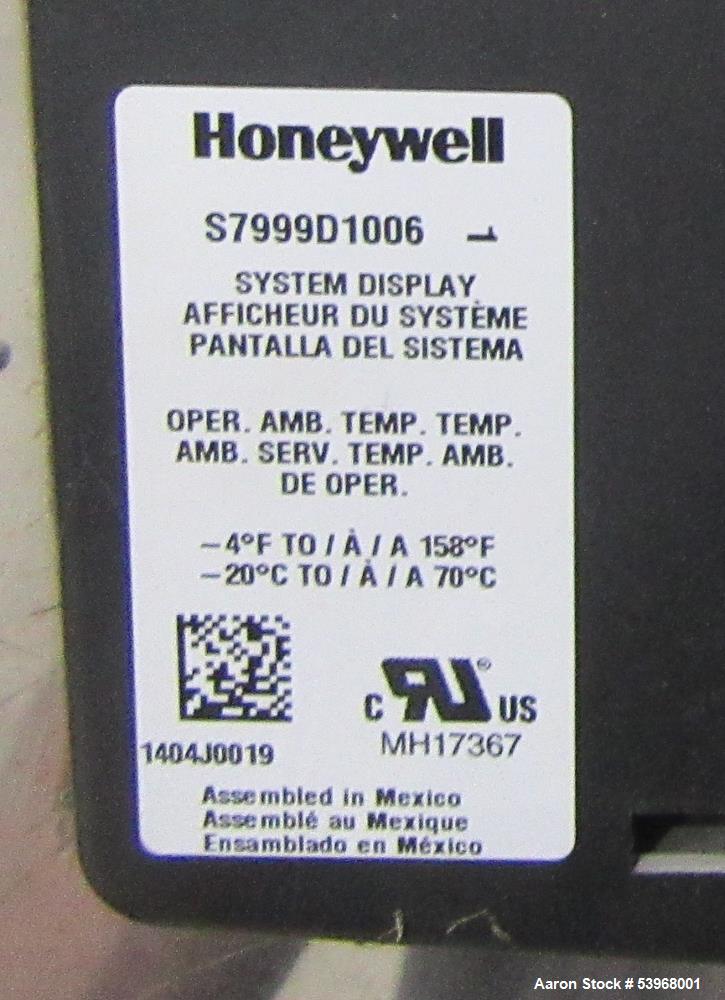 Honeywell
S7999D1006 1
SYSTEM DISPLAY
AFFICHEUR DU SYSTÈME
PANTALLA DEL SISTEMA
OPER. AMB. TEMP. TEMP.
AMB. SERV. TEMP. AMB.
DE OPER.
–4°F TO / À / A 158°F
–20°C TO / À / A 70°C
C RU® US
MH17367
1404J0019
Assembled in Mexico
Assemblé au Mexique
Ensamblado en México
Aaron Stock # 53968001